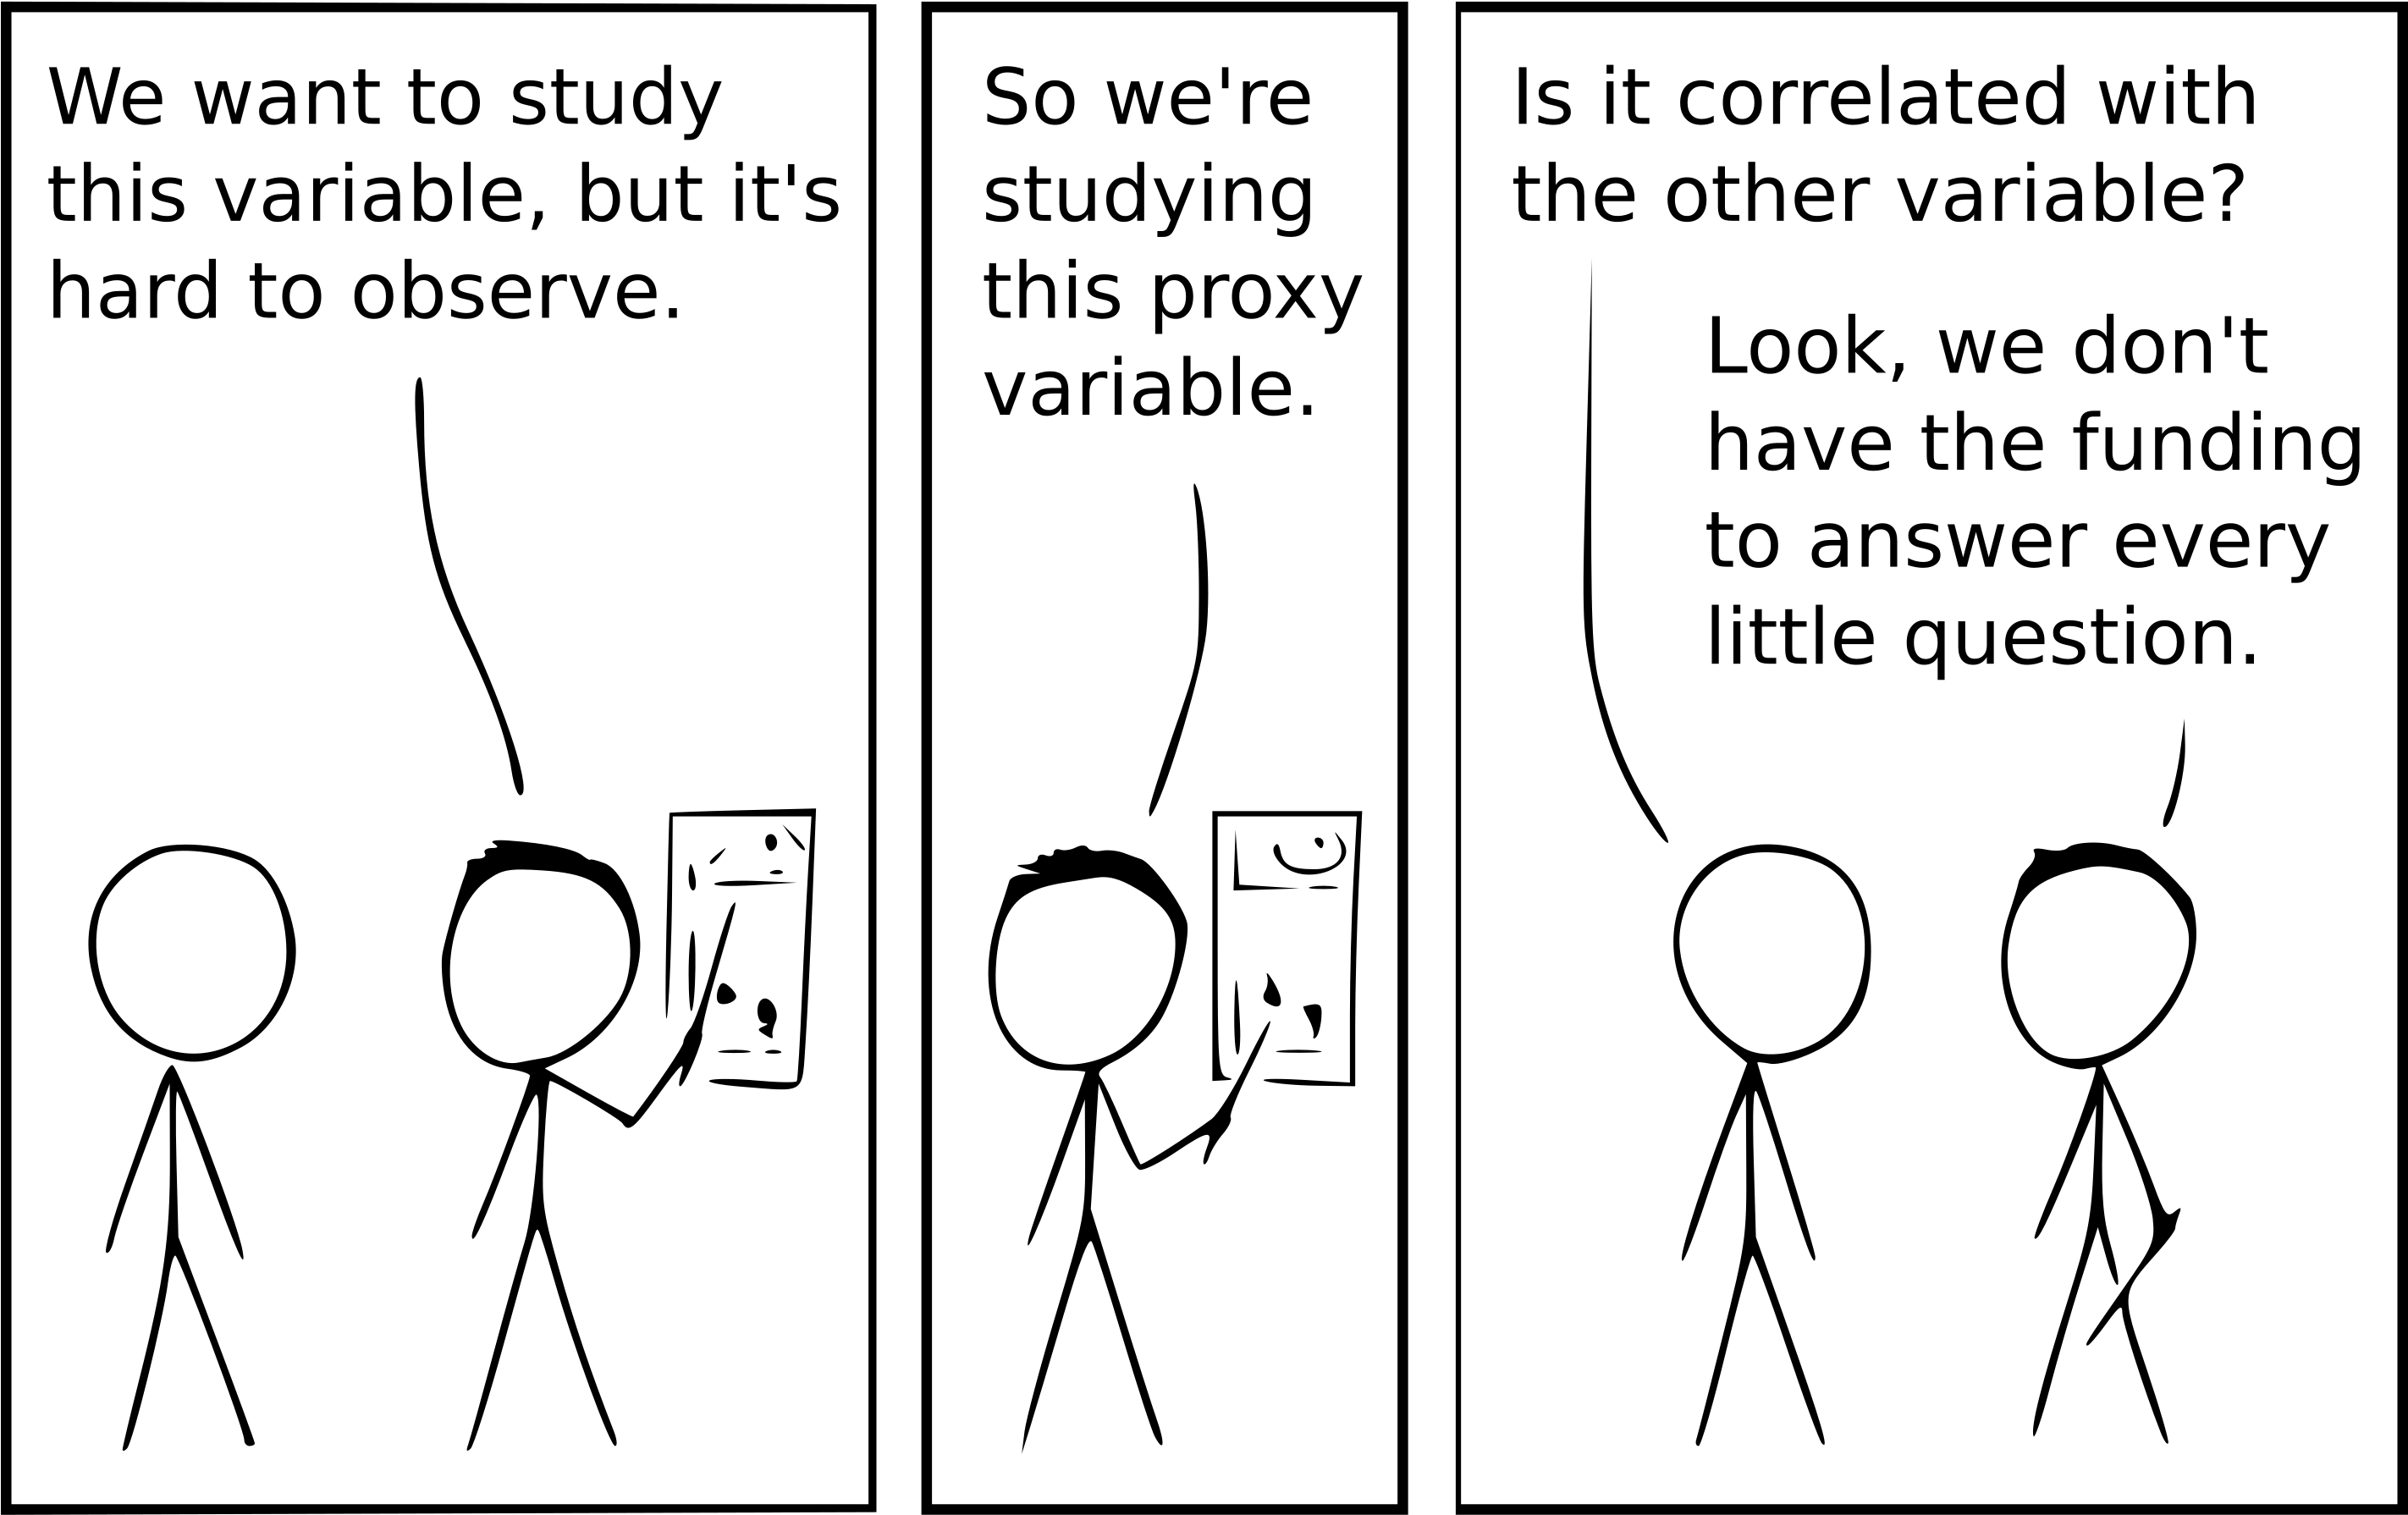 We want to study
this variable, but it's
hard to observe.
So we're
studying
this proxy
variable.
Is it correlated with
the other variable?
Look, we don't
have the funding
to answer every
little question.